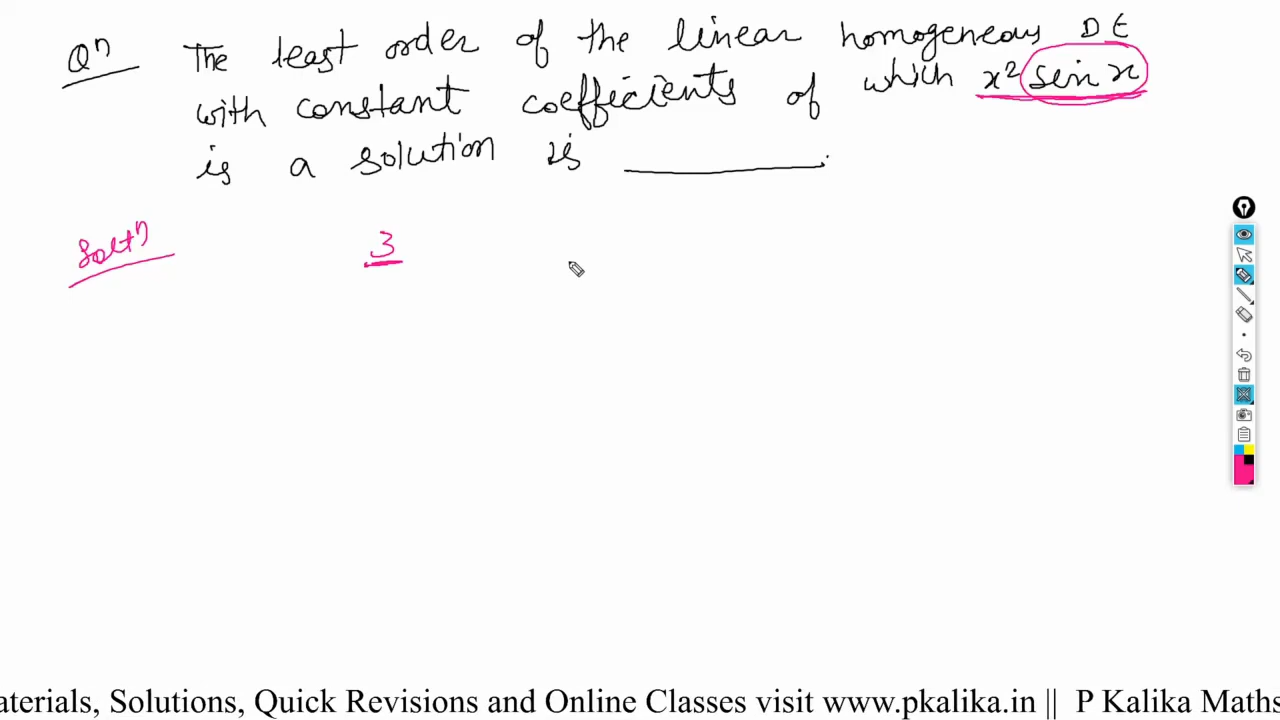 Qⁿ The least order of the linear homogeneous DE
with constant coefficients of which x² sin x
is a solution is ________.
Solᵗⁿ 3
aterials, Solutions, Quick Revisions and Online Classes visit www.pkalika.in || P Kalika Maths